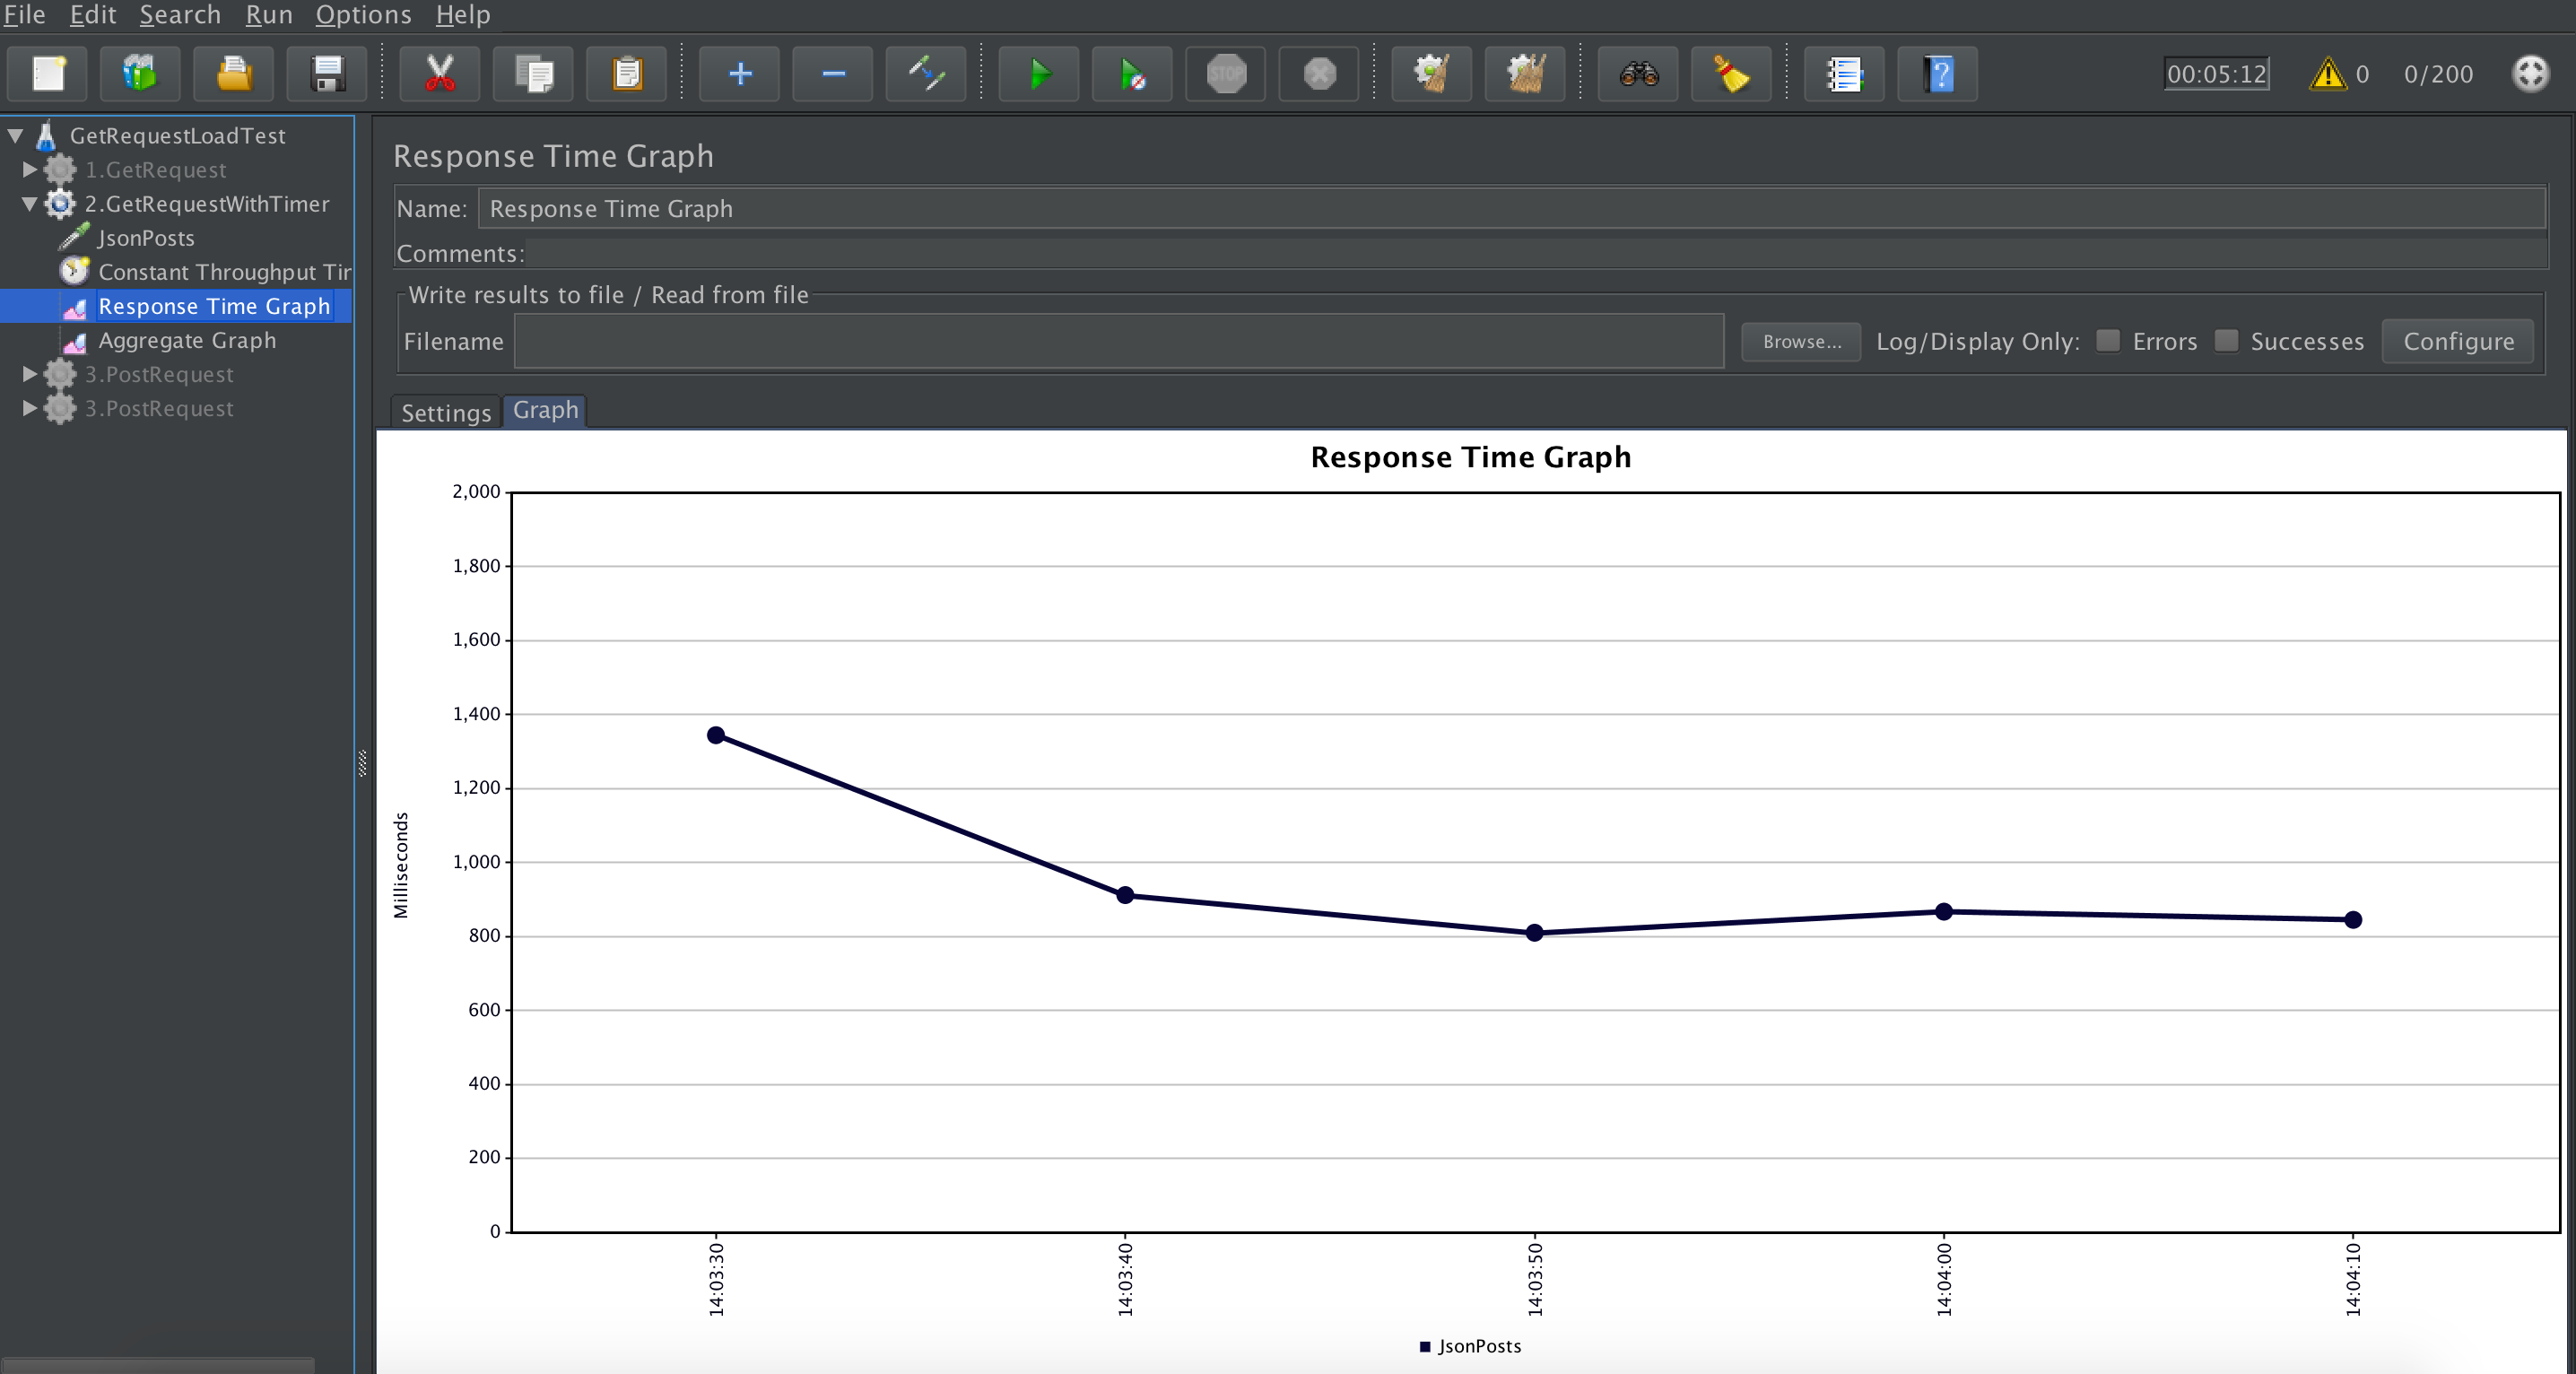 File Edit Search Run Options Help
STOP
?
00:05:12 0 0/200
GetRequestLoadTest
1.GetRequest
2.GetRequestWithTimer
JsonPosts
Constant Throughput Tir
Response Time Graph
Aggregate Graph
3.PostRequest
3.PostRequest
Response Time Graph
Name: Response Time Graph
Comments:
Write results to file / Read from file
Filename Browse... Log/Display Only: Errors Successes Configure
Settings Graph
Response Time Graph
2,000
1,800
1,600
1,400
1,200
1,000
800
600
400
200
0
Milliseconds
14:03:30 14:03:40 14:03:50 14:04:00 14:04:10
JsonPosts